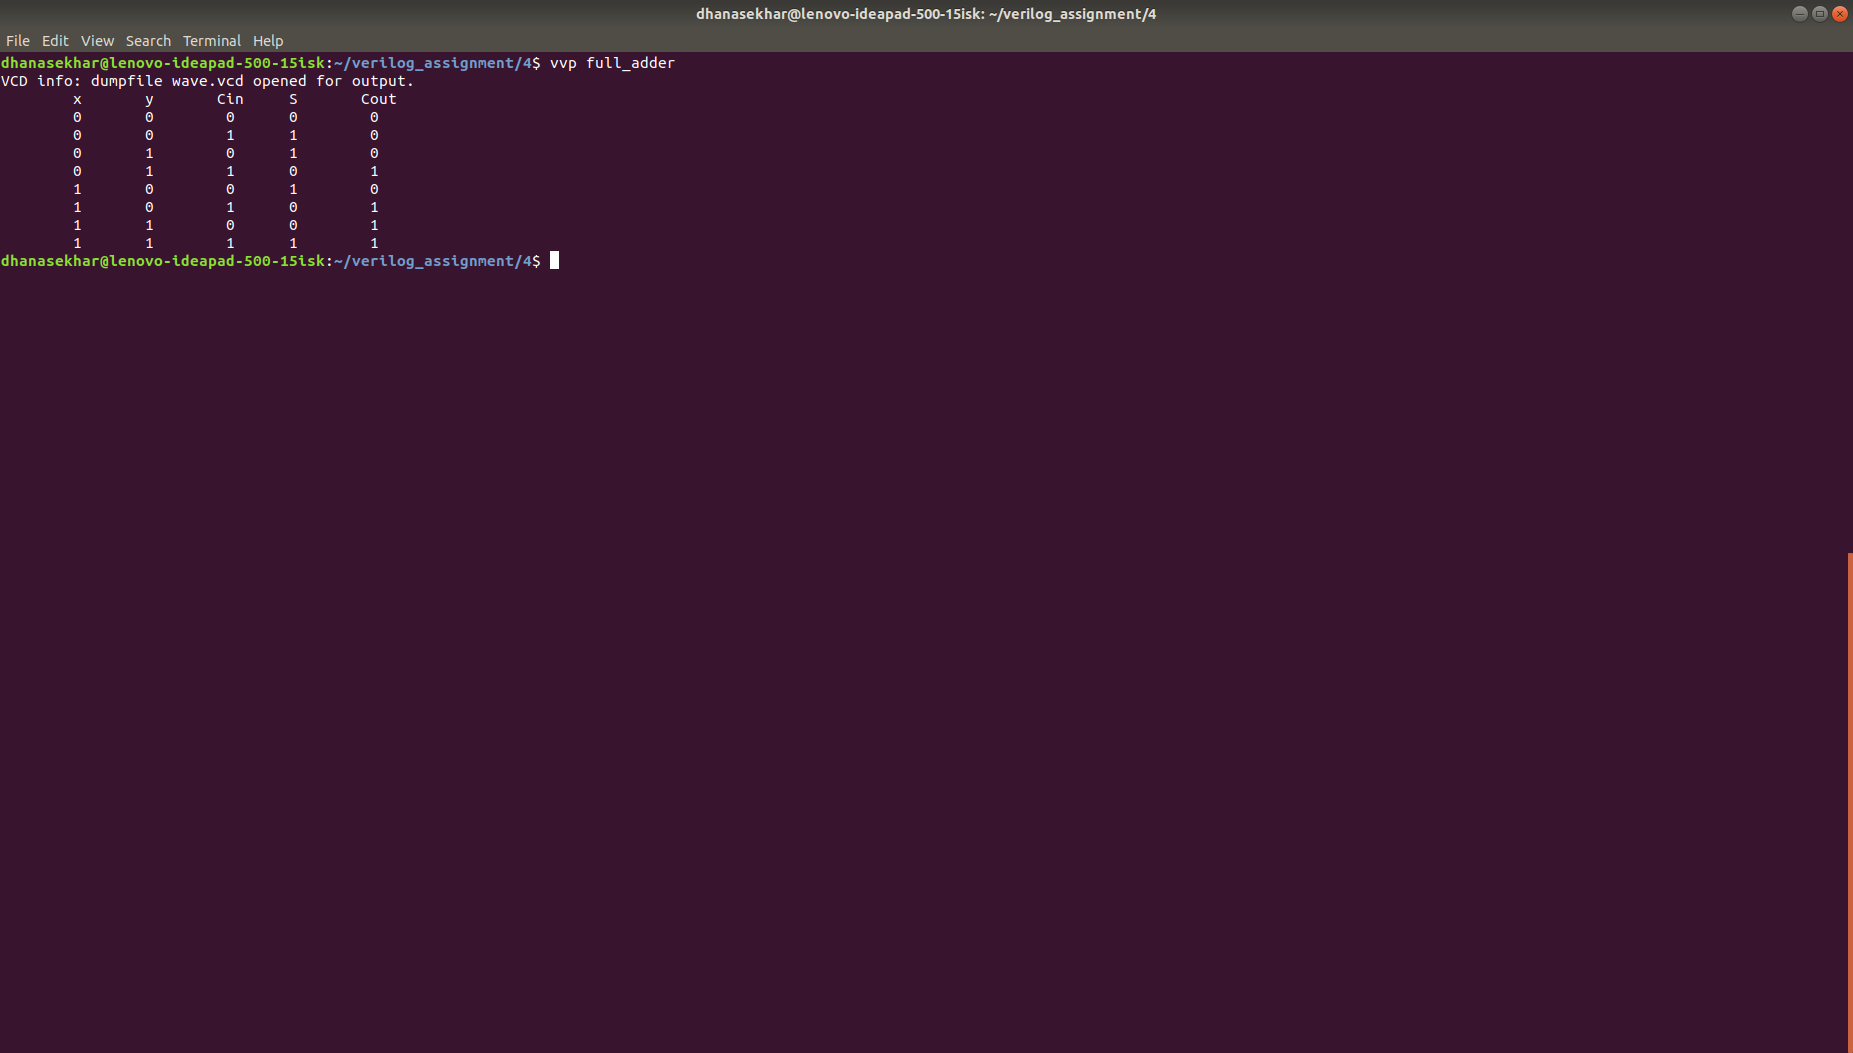 dhanasekhar@lenovo-ideapad-500-15isk: ~/verilog_assignment/4
File Edit View Search Terminal Help
dhanasekhar@lenovo-ideapad-500-15isk:~/verilog_assignment/4$ vvp full_adder
VCD info: dumpfile wave.vcd opened for output.
x y Cin S Cout
0 0 0 0 0
0 0 1 1 0
0 1 0 1 0
0 1 1 0 1
1 0 0 1 0
1 0 1 0 1
1 1 0 0 1
1 1 1 1 1
dhanasekhar@lenovo-ideapad-500-15isk:~/verilog_assignment/4$